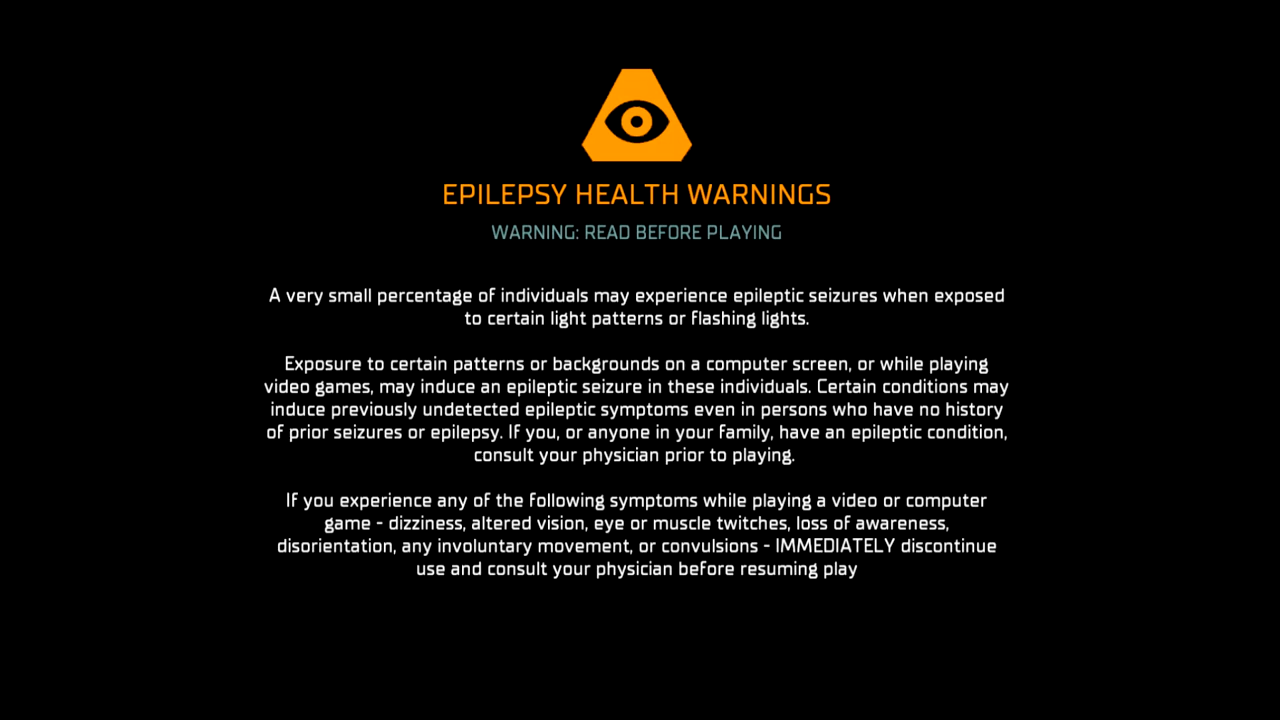 EPILEPSY HEALTH WARNINGS
WARNING: READ BEFORE PLAYING
A very small percentage of individuals may experience epileptic seizures when exposed
to certain light patterns or flashing lights.
Exposure to certain patterns or backgrounds on a computer screen, or while playing
video games, may induce an epileptic seizure in these individuals. Certain conditions may
induce previously undetected epileptic symptoms even in persons who have no history
of prior seizures or epilepsy. If you, or anyone in your family, have an epileptic condition,
consult your physician prior to playing.
If you experience any of the following symptoms while playing a video or computer
game - dizziness, altered vision, eye or muscle twitches, loss of awareness,
disorientation, any involuntary movement, or convulsions - IMMEDIATELY discontinue
use and consult your physician before resuming play